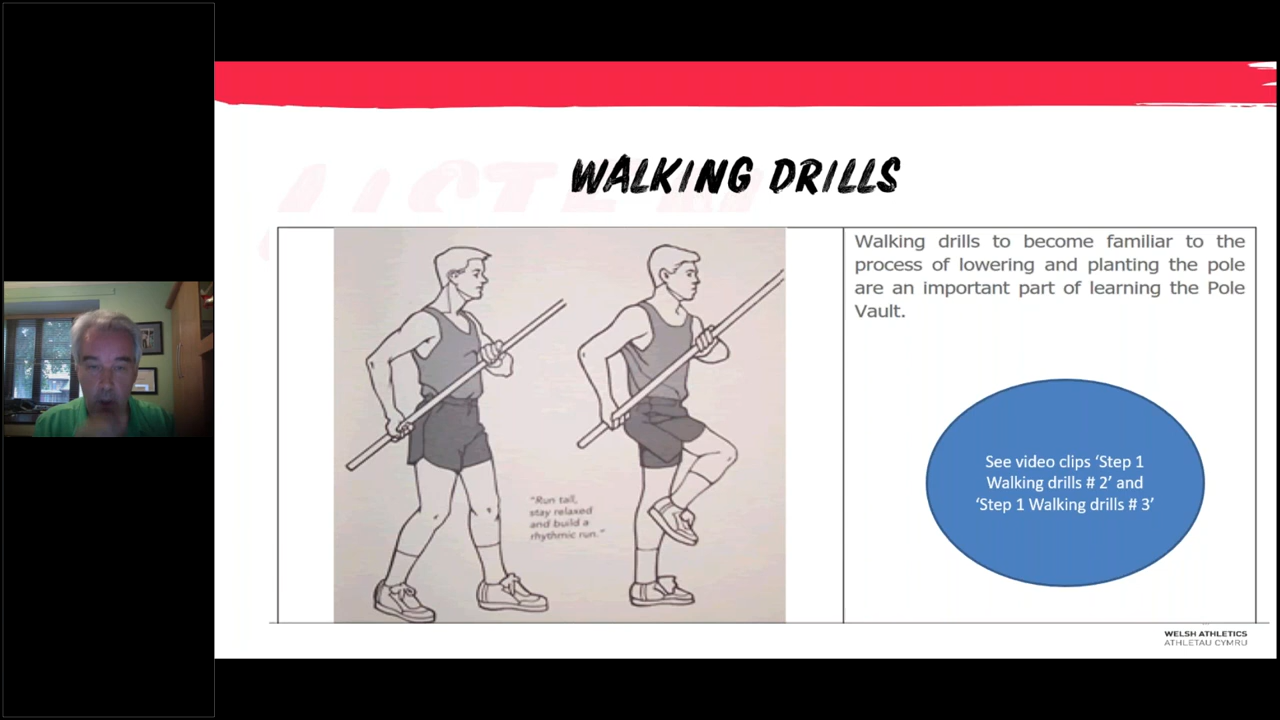 WALKING DRILLS
Walking drills to become familiar to the
process of lowering and planting the pole
are an important part of learning the Pole
Vault.
"Run tall,
stay relaxed
and build a
rhythmic run."
See video clips ‘Step 1
Walking drills # 2’ and
‘Step 1 Walking drills # 3’
WELSH ATHLETICS
ATHLETAU CYMRU